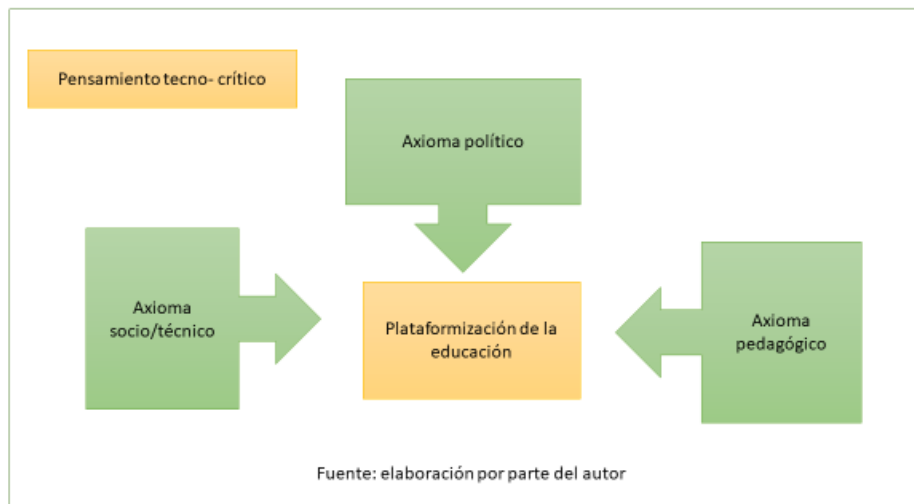 Pensamiento tecno- crítico
Axioma político
Axioma
socio/técnico
Plataformización de la
educación
Axioma
pedagógico
Fuente: elaboración por parte del autor